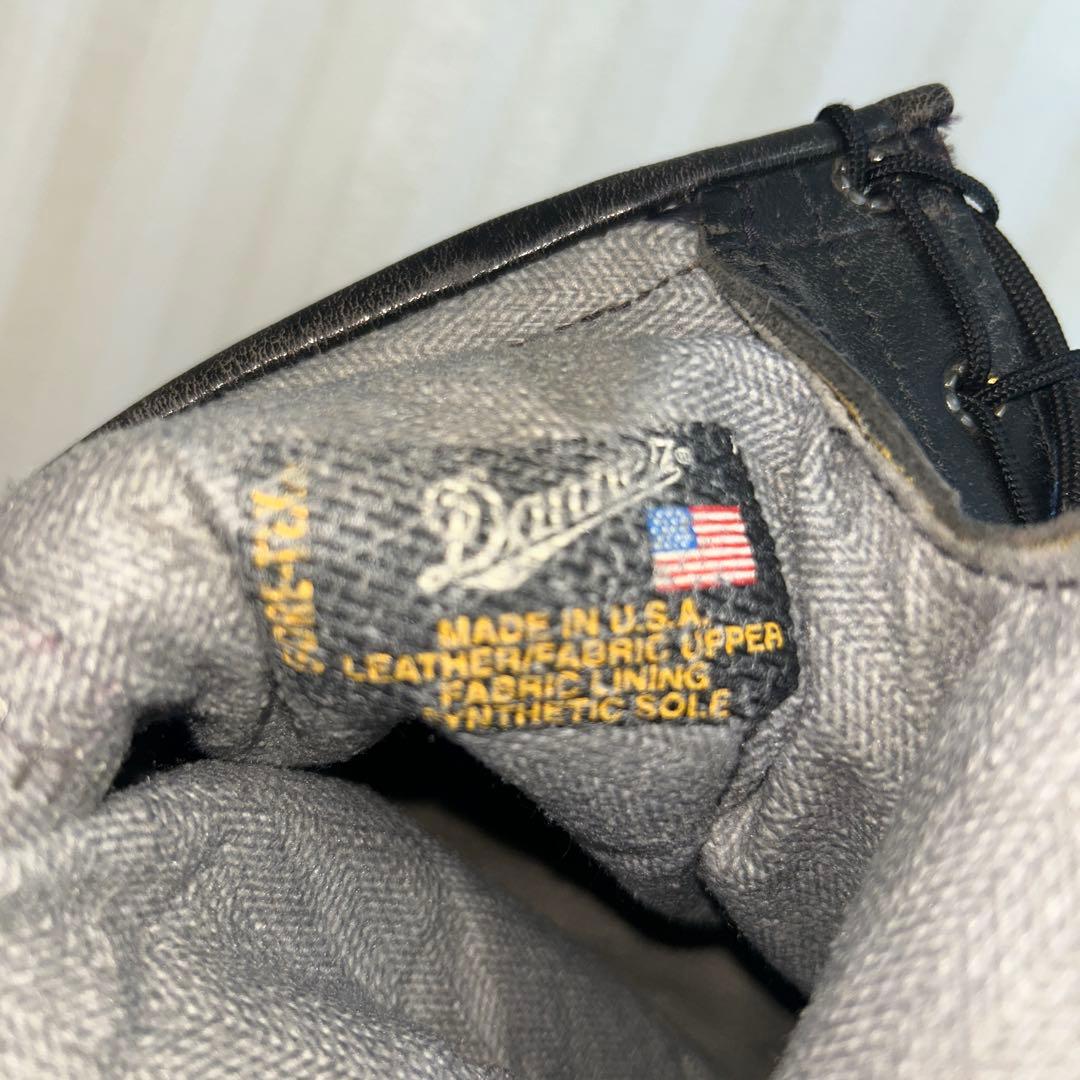 Danner®
MADE IN U.S.A.
LEATHER/FABRIC UPPER
FABRIC LINING
SYNTHETIC SOLE
GORE-TEX